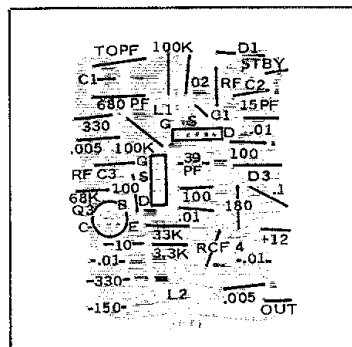 TOPF 100K D1
STBY
C1 .02 RF C2
L1
680 PF 15PF
G S G1
330 D .01
.005 100K 100
G 39
PF
RF C3 S D3
100 100 .1
68K B D 180
Q3 .01
C E 33K +12
-10- 3.3K RCF 4
-.01- -.01-
-330- L2 .005
-150- OUT